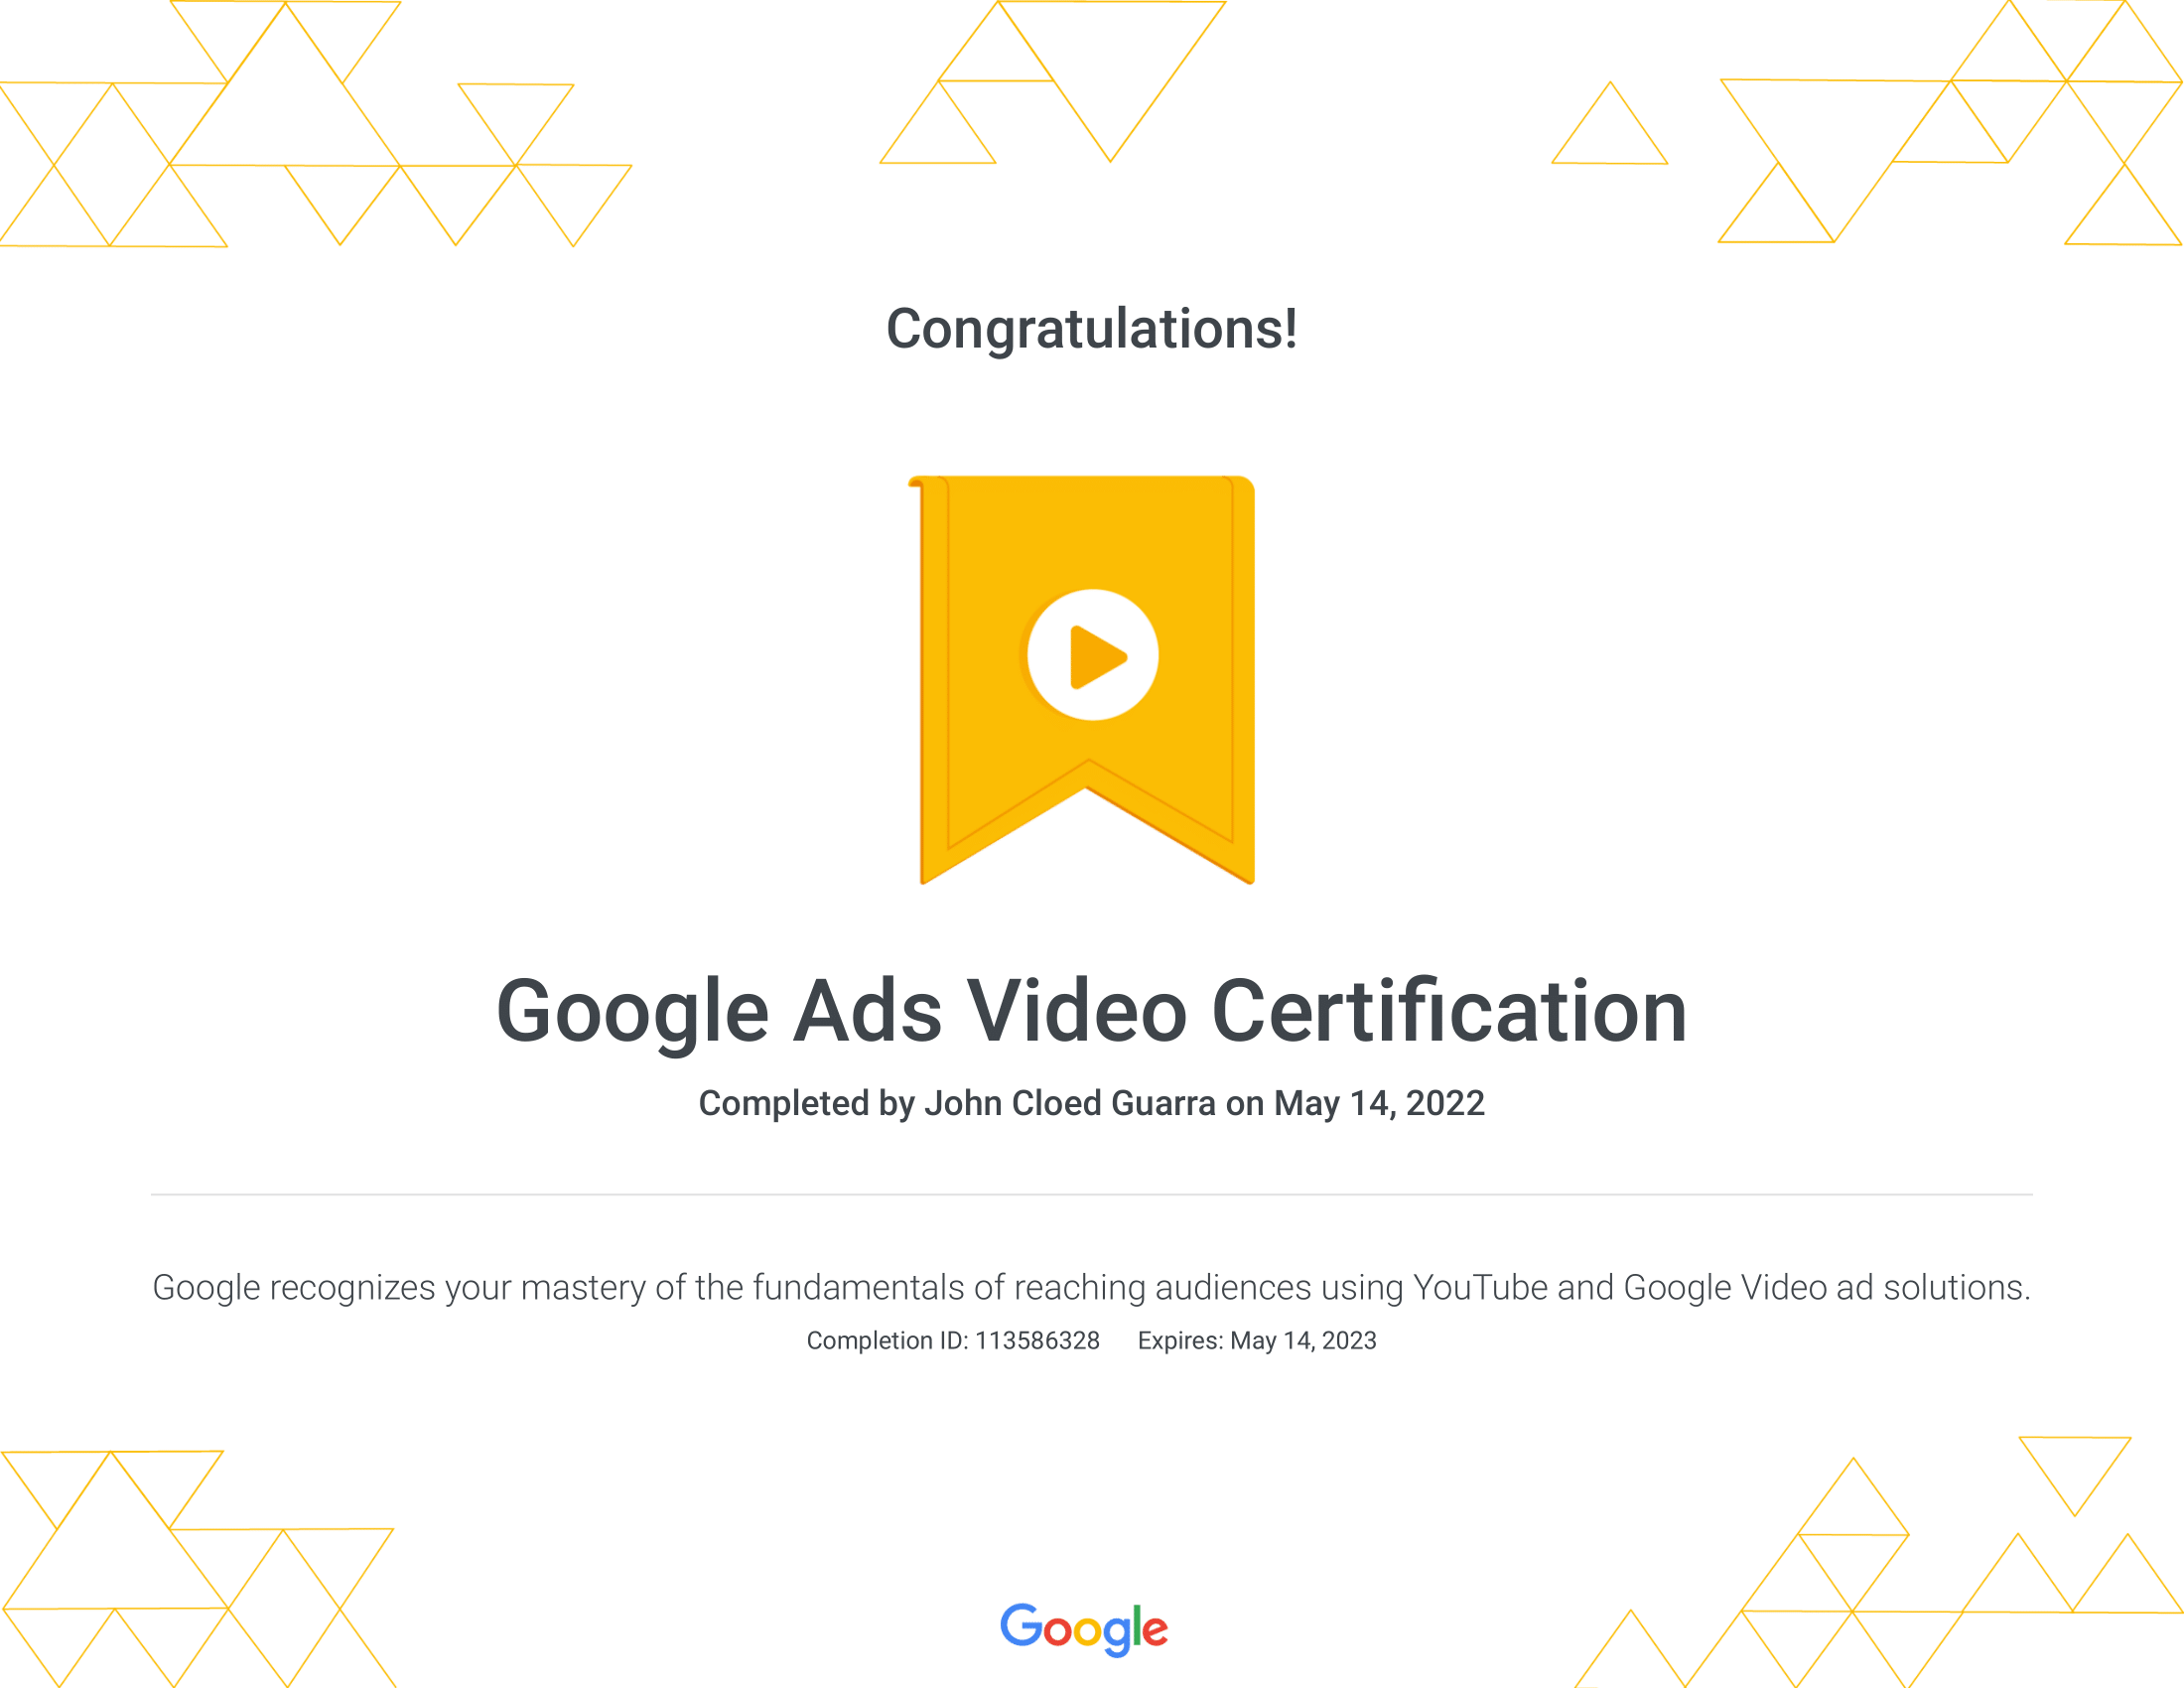 Congratulations!
Google Ads Video Certification
Completed by John Cloed Guarra on May 14, 2022
Google recognizes your mastery of the fundamentals of reaching audiences using YouTube and Google Video ad solutions.
Completion ID: 113586328 Expires: May 14, 2023
Google